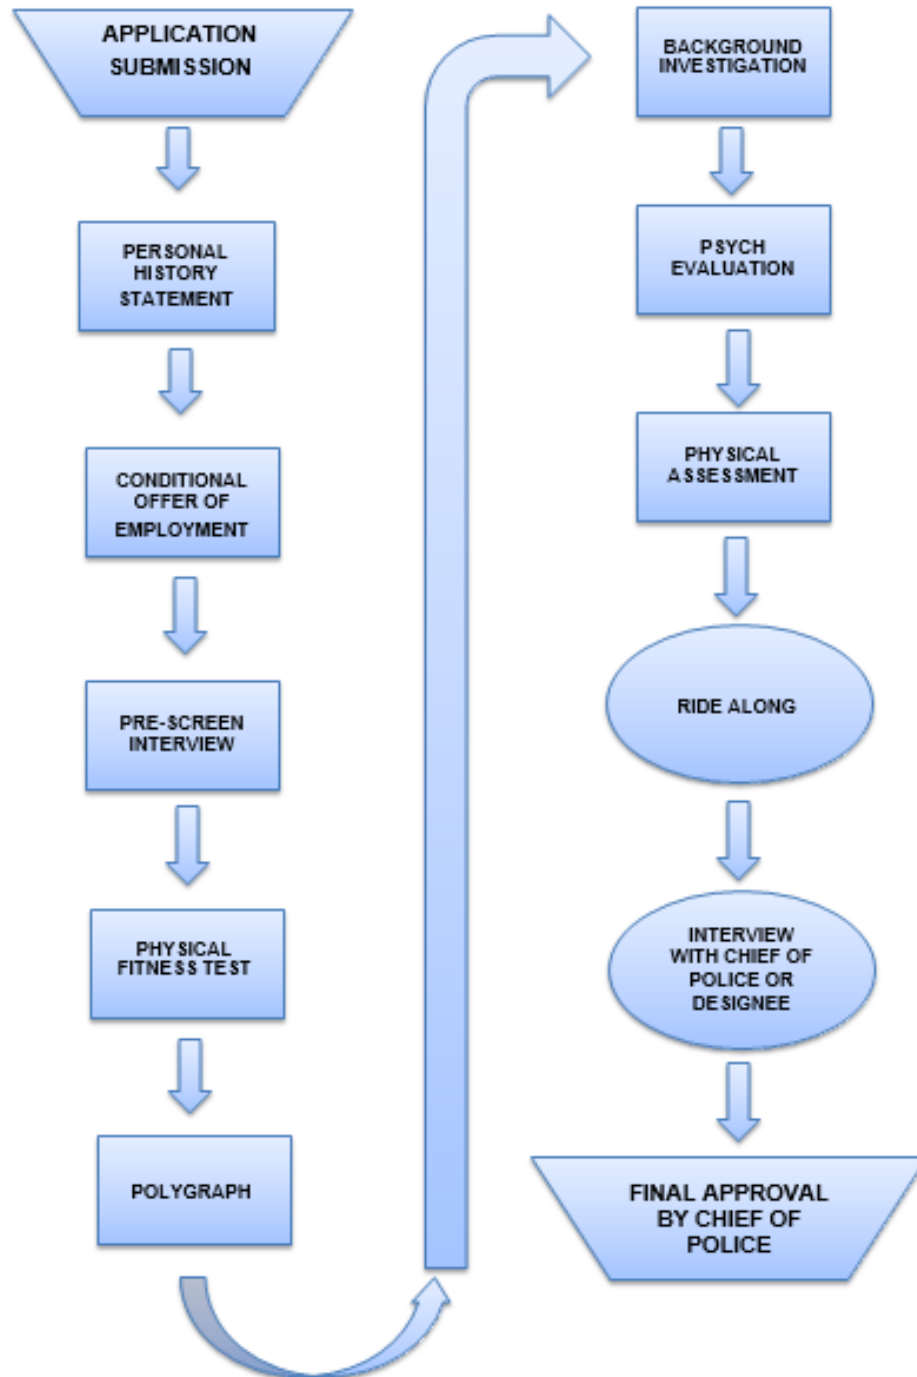 APPLICATION
SUBMISSION
PERSONAL
HISTORY
STATEMENT
CONDITIONAL
OFFER OF
EMPLOYMENT
PRE-SCREEN
INTERVIEW
PHYSICAL
FITNESS TEST
POLYGRAPH
BACKGROUND
INVESTIGATION
PSYCH
EVALUATION
PHYSICAL
ASSESSMENT
RIDE ALONG
INTERVIEW
WITH CHIEF OF
POLICE OR
DESIGNEE
FINAL APPROVAL
BY CHIEF OF
POLICE